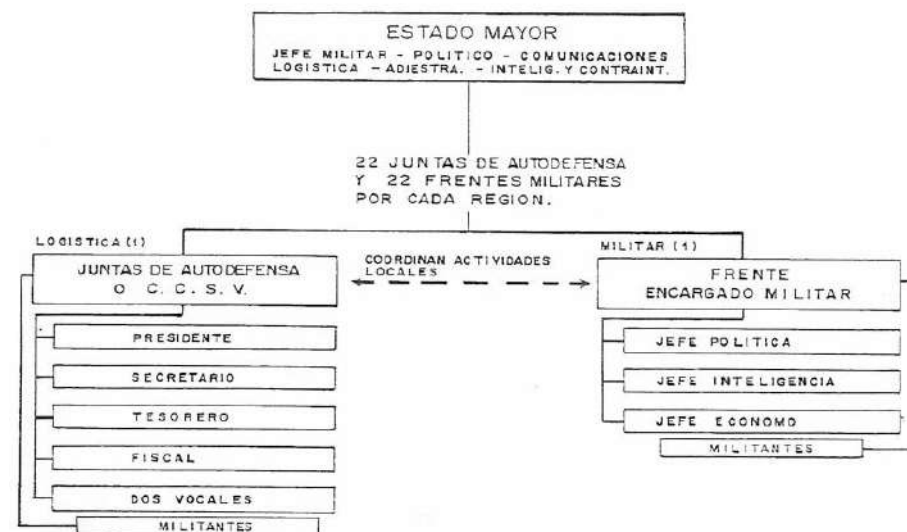 ESTADO MAYOR
JEFE MILITAR - POLITICO - COMUNICACIONES
LOGISTICA - ADIESTRA. - INTELIG. Y CONTRAINT.
22 JUNTAS DE AUTODEFENSA
Y 22 FRENTES MILITARES
POR CADA REGION.
LOGISTICA (1)
JUNTAS DE AUTODEFENSA
O C. C. S. V.
PRESIDENTE
SECRETARIO
TESORERO
FISCAL
DOS VOCALES
MILITANTES
COORDINAN ACTIVIDADES
LOCALES
MILITAR (1)
FRENTE
ENCARGADO MILITAR
JEFE POLITICA
JEFE INTELIGENCIA
JEFE ECONOMO
MILITANTES